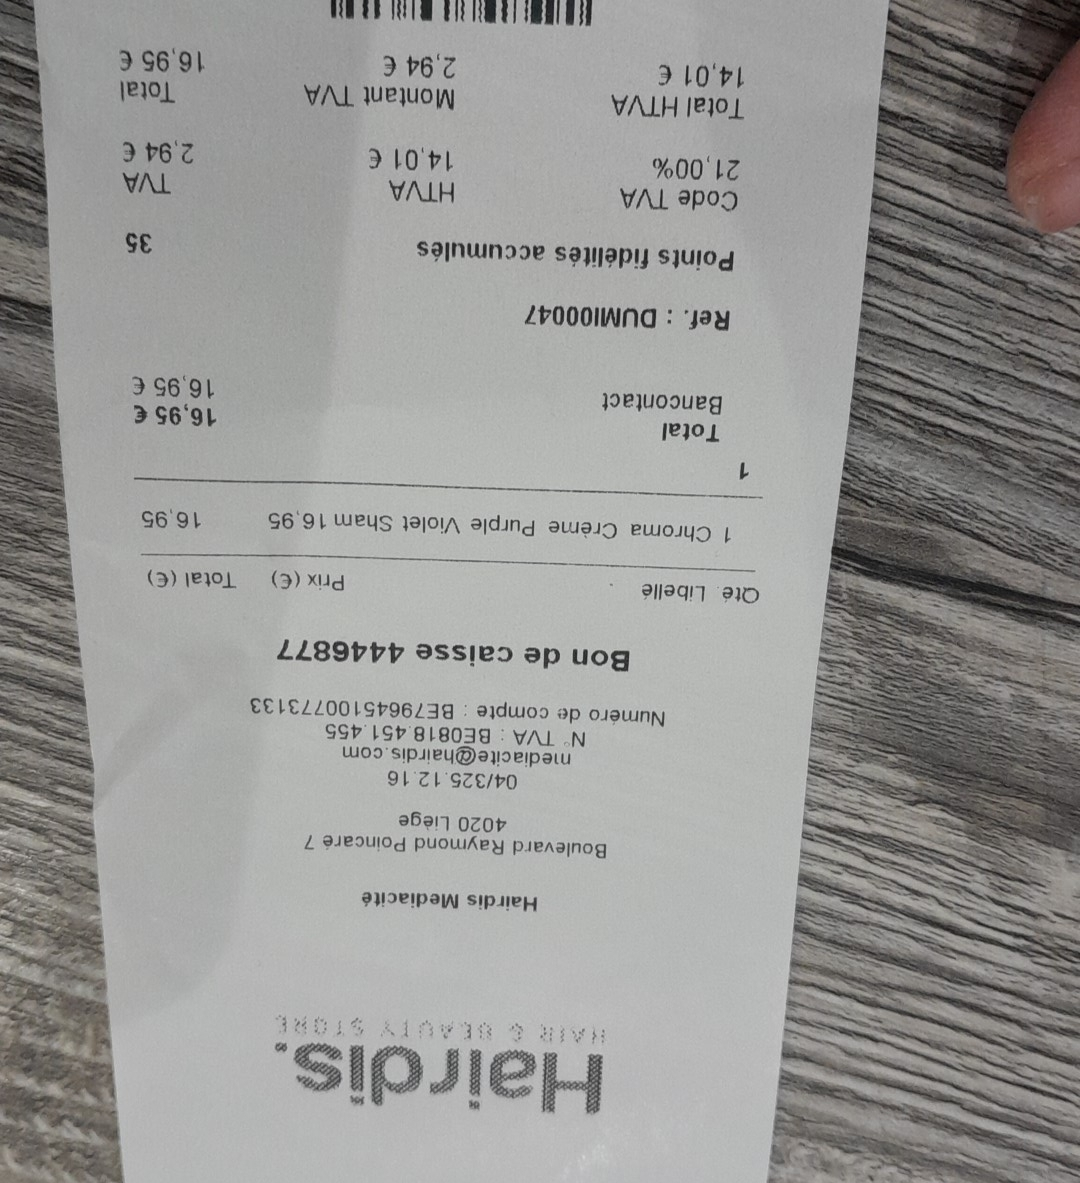 Hairdis.
HAIR & BEAUTY STORE
Hairdis Mediacité
Boulevard Raymond Poincaré 7
4020 Liège
04/325.12.16
mediacite@hairdis.com
N° TVA : BE0818.451.455
Numéro de compte : BE79645100773133
Bon de caisse 4446877
Qté Libellé Prix (€) Total (€)
1 Chroma Crème Purple Violet Sham 16,95 16,95
1
Total 16,95 €
Bancontact 16,95 €
Ref. : DUMI00047
Points fidélités accumulés 35
Code TVA HTVA TVA
21,00% 14,01 € 2,94 €
Total HTVA Montant TVA Total
14,01 € 2,94 € 16,95 €